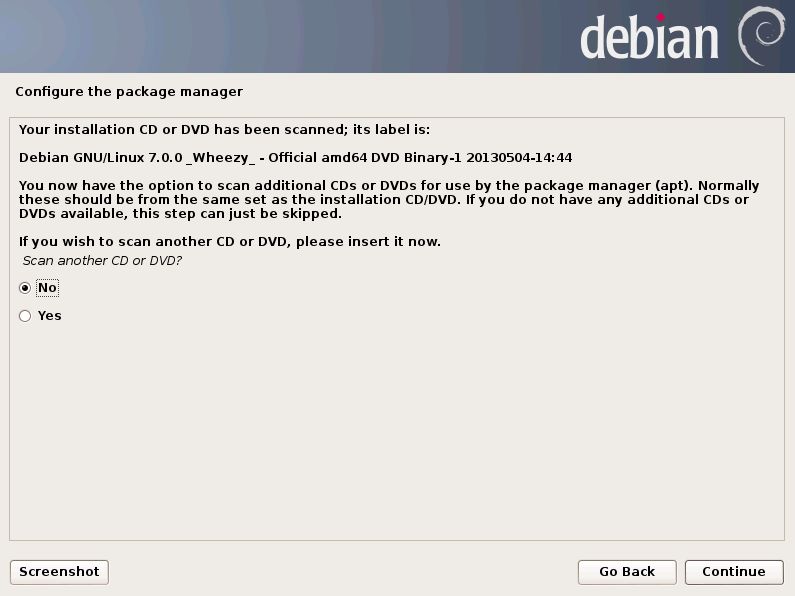 debian
Configure the package manager
Your installation CD or DVD has been scanned; its label is:
Debian GNU/Linux 7.0.0 _Wheezy_ - Official amd64 DVD Binary-1 20130504-14:44
You now have the option to scan additional CDs or DVDs for use by the package manager (apt). Normally
these should be from the same set as the installation CD/DVD. If you do not have any additional CDs or
DVDs available, this step can just be skipped.
If you wish to scan another CD or DVD, please insert it now.
Scan another CD or DVD?
No
Yes
Screenshot
Go Back
Continue